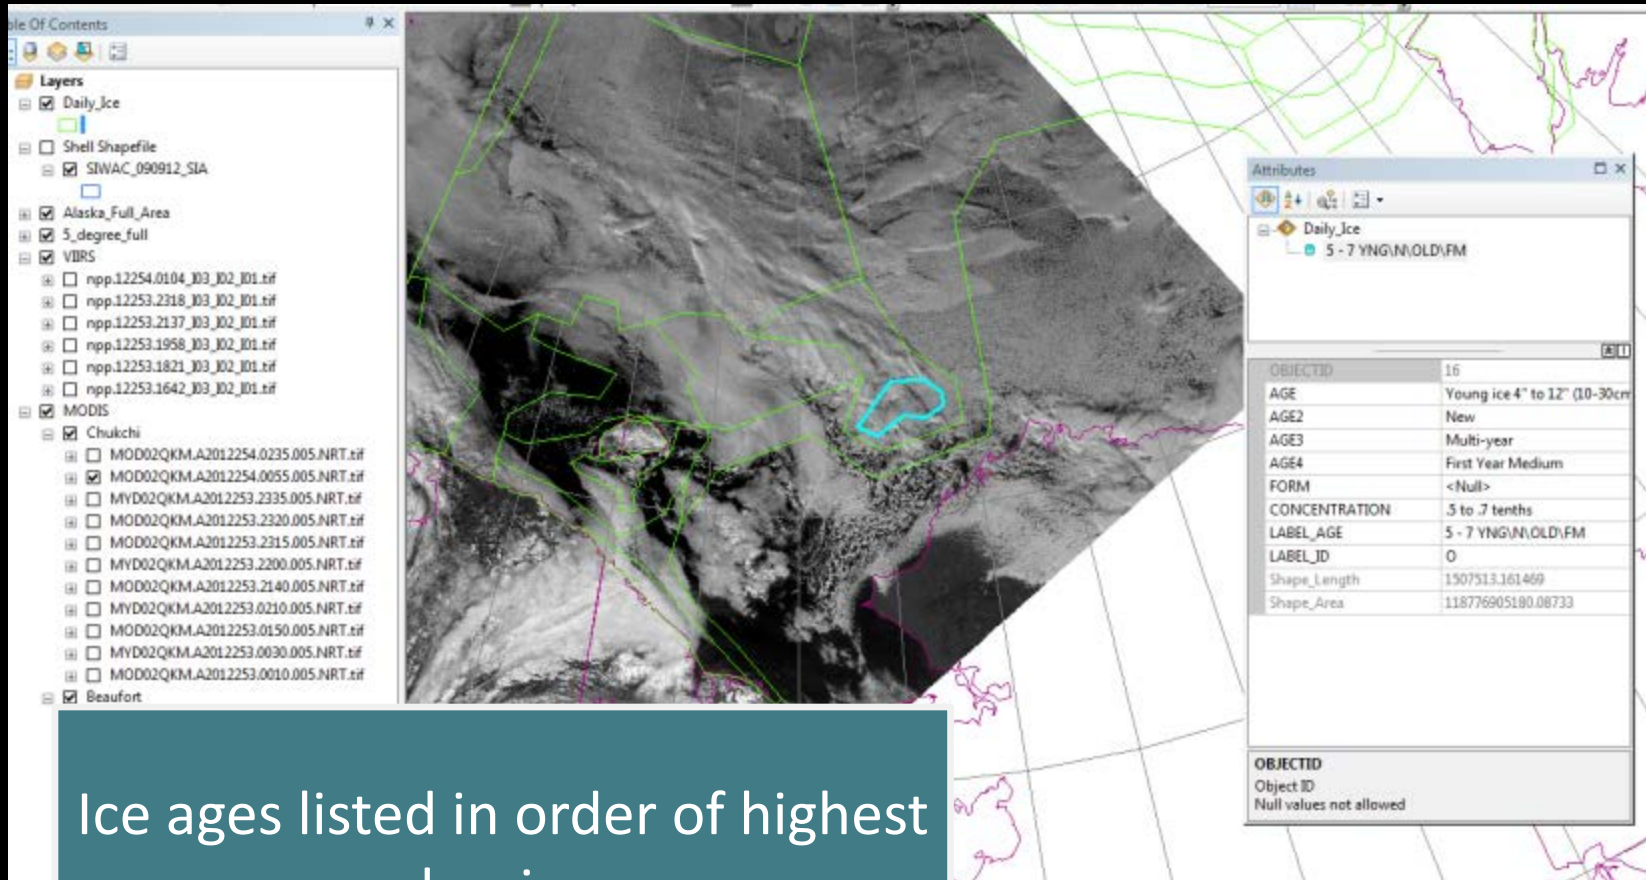 ble Of Contents
Layers
Daily_Ice
Shell Shapefile
SIWAC_090912_SIA
Alaska_Full_Area
5_degree_full
VIIRS
npp.12254.0104_I03_I02_I01.tif
npp.12253.2318_I03_I02_I01.tif
npp.12253.2137_I03_I02_I01.tif
npp.12253.1958_I03_I02_I01.tif
npp.12253.1821_I03_I02_I01.tif
npp.12253.1642_I03_I02_I01.tif
MODIS
Chukchi
MOD02QKM.A2012254.0235.005.NRT.tif
MOD02QKM.A2012254.0055.005.NRT.tif
MYD02QKM.A2012253.2335.005.NRT.tif
MOD02QKM.A2012253.2320.005.NRT.tif
MOD02QKM.A2012253.2315.005.NRT.tif
MYD02QKM.A2012253.2200.005.NRT.tif
MOD02QKM.A2012253.2140.005.NRT.tif
MYD02QKM.A2012253.0210.005.NRT.tif
MOD02QKM.A2012253.0150.005.NRT.tif
MYD02QKM.A2012253.0030.005.NRT.tif
MOD02QKM.A2012253.0010.005.NRT.tif
Beaufort
Attributes
Daily_Ice
5 - 7 YNG\N\OLD\FM
OBJECTID 16
AGE Young ice 4" to 12" (10-30cm
AGE2 New
AGE3 Multi-year
AGE4 First Year Medium
FORM <Null>
CONCENTRATION .5 to .7 tenths
LABEL_AGE 5 - 7 YNG\N\OLD\FM
LABEL_ID O
Shape_Length 1507513.161469
Shape_Area 118776905180.08733
OBJECTID
Object ID
Null values not allowed
Ice ages listed in order of highest